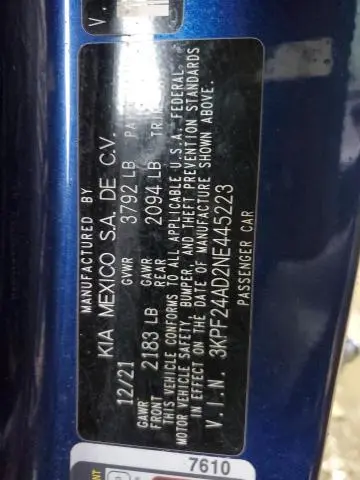 MANUFACTURED BY
KIA MEXICO S.A. DE C.V.
12/21 GVWR 3792 LB
GAWR FRONT 2183 LB GAWR REAR 2094 LB
THIS VEHICLE CONFORMS TO ALL APPLICABLE U.S.A. FEDERAL
MOTOR VEHICLE SAFETY, BUMPER, AND THEFT PREVENTION STANDARDS
IN EFFECT ON THE DATE OF MANUFACTURE SHOWN ABOVE.
V.I.N. 3KPF24AD2NE445223
PASSENGER CAR
7610